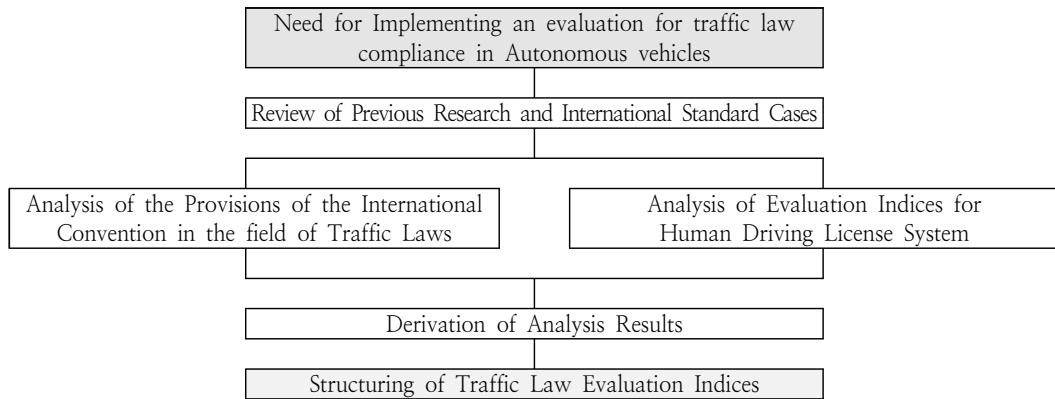 Need for Implementing an evaluation for traffic law
compliance in Autonomous vehicles
Review of Previous Research and International Standard Cases
Analysis of the Provisions of the International
Convention in the field of Traffic Laws
Analysis of Evaluation Indices for
Human Driving License System
Derivation of Analysis Results
Structuring of Traffic Law Evaluation Indices